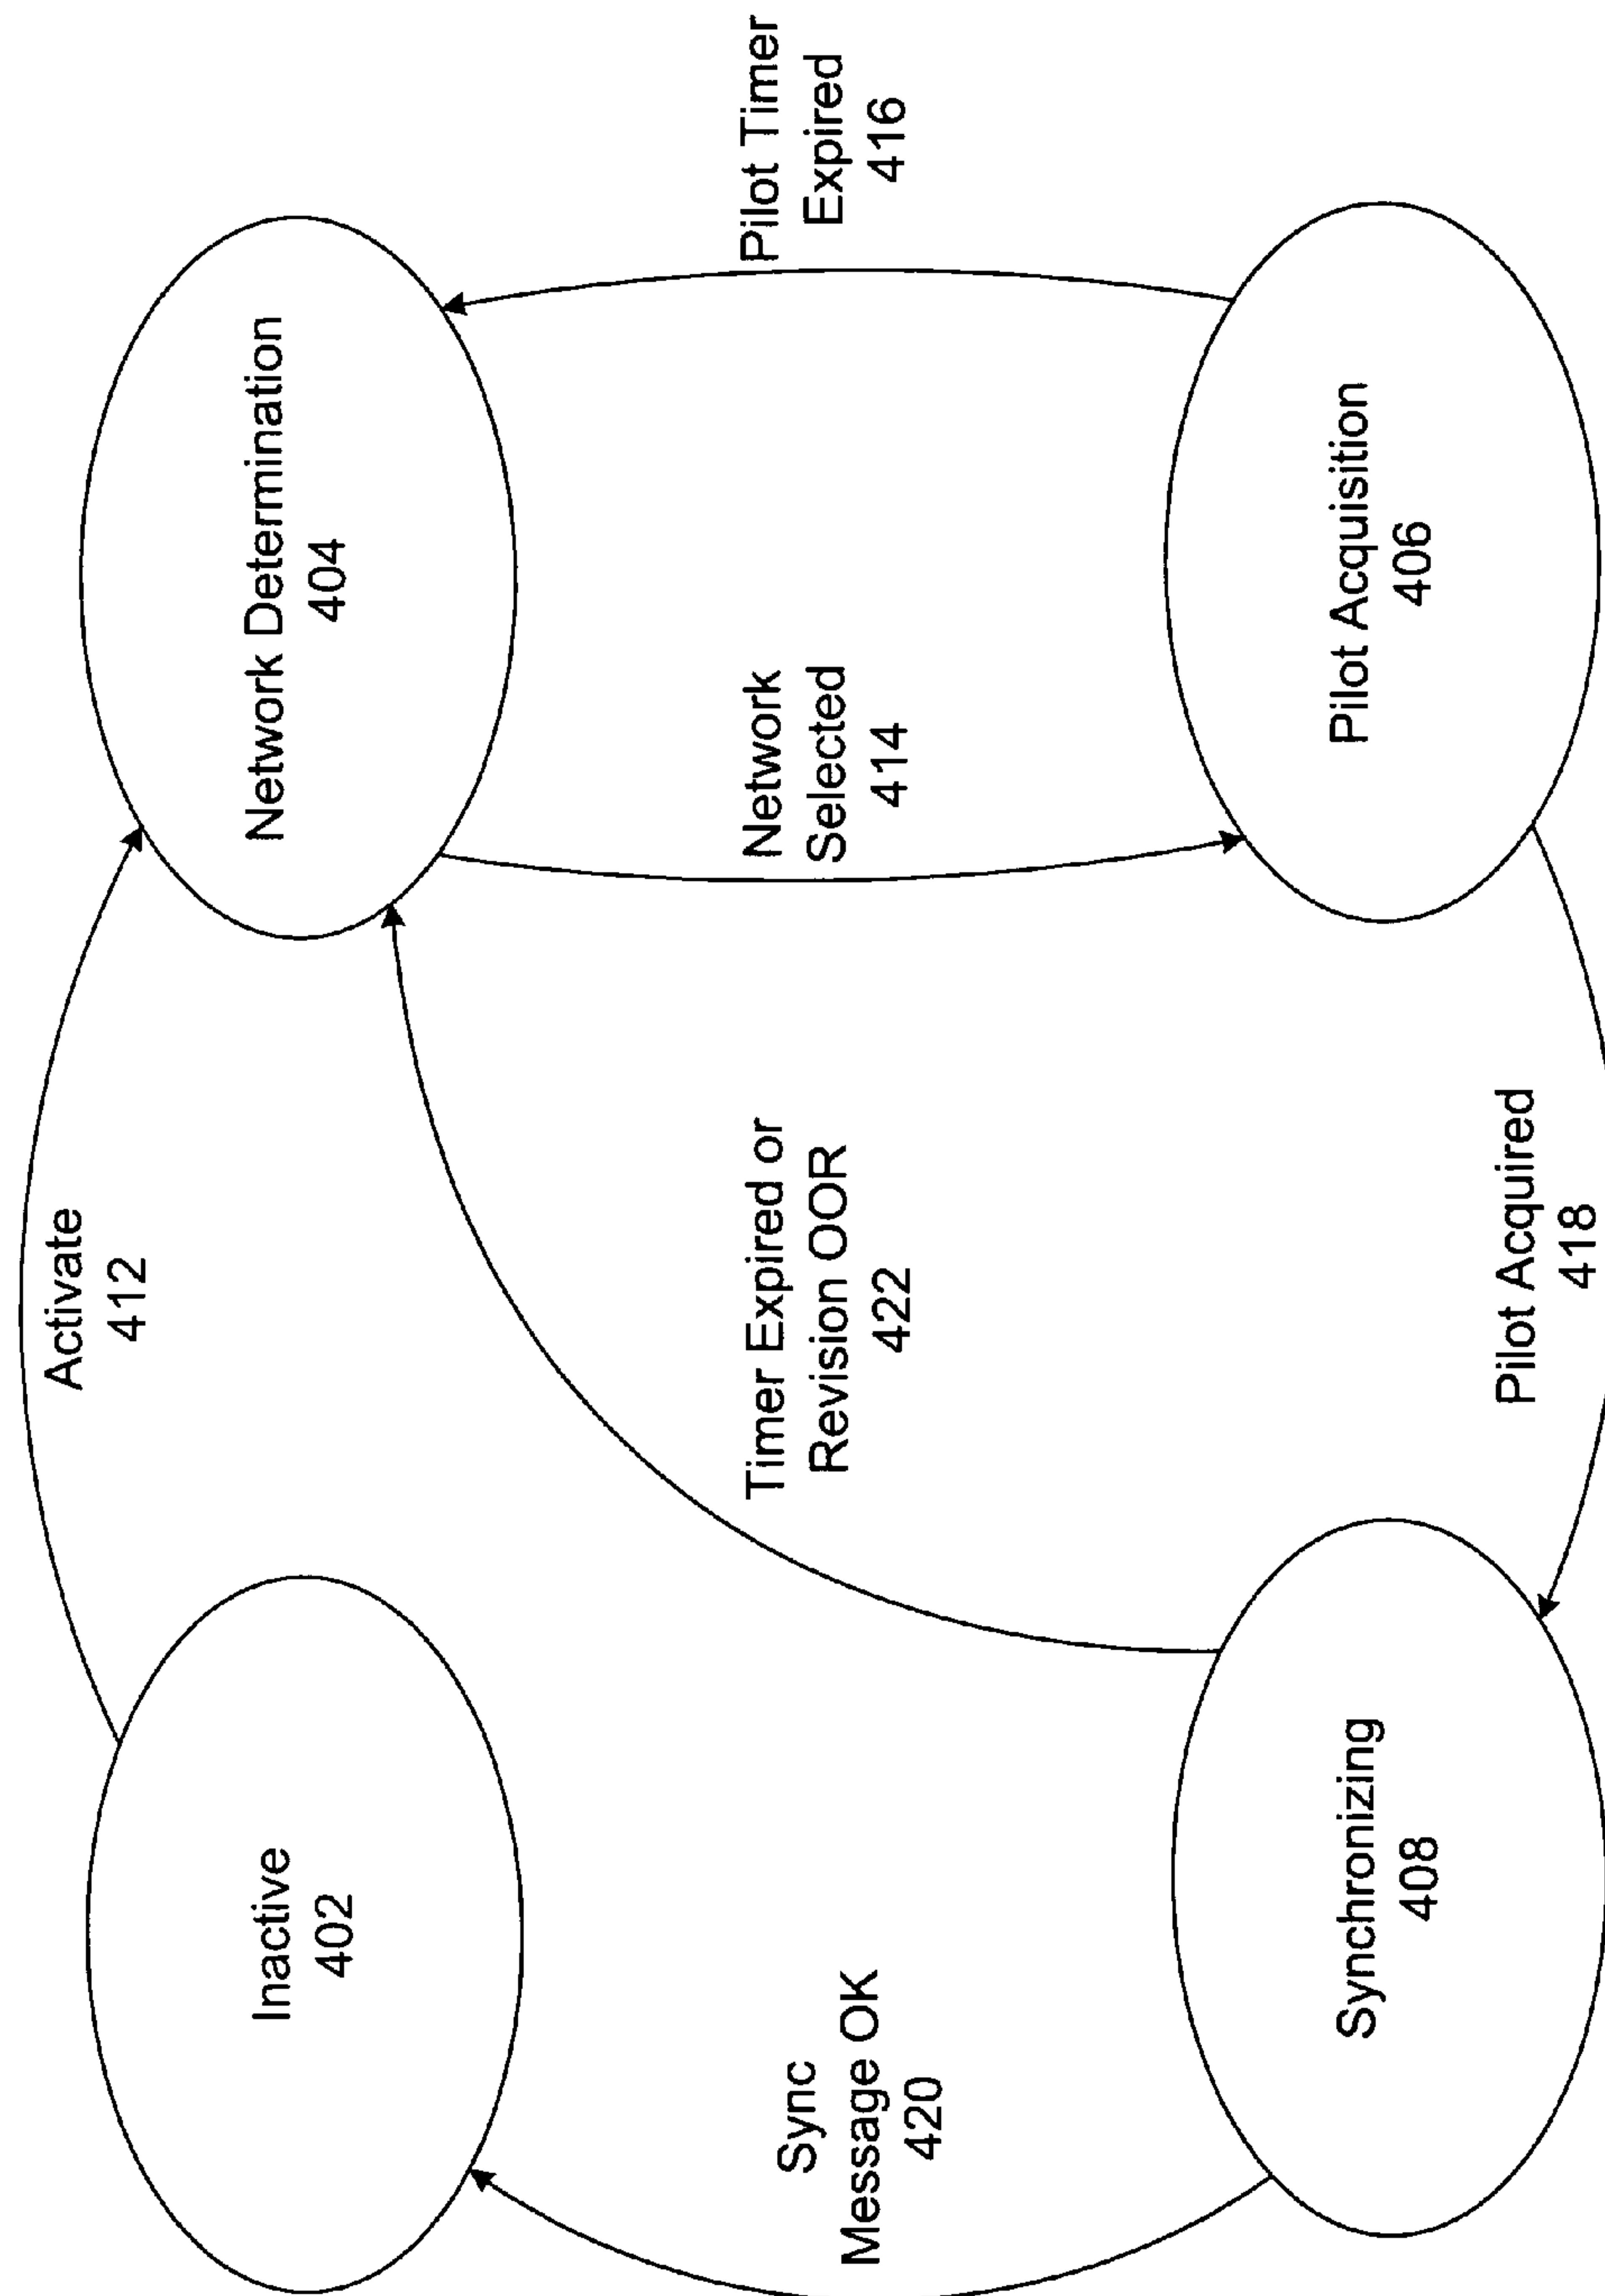 Activate
412
Inactive
402
Network Determination
404
Sync
Message OK
420
Timer Expired or
Revision OOR
422
Network
Selected
414
Pilot Timer
Expired
416
Synchronizing
408
Pilot Acquisition
406
Pilot Acquired
418